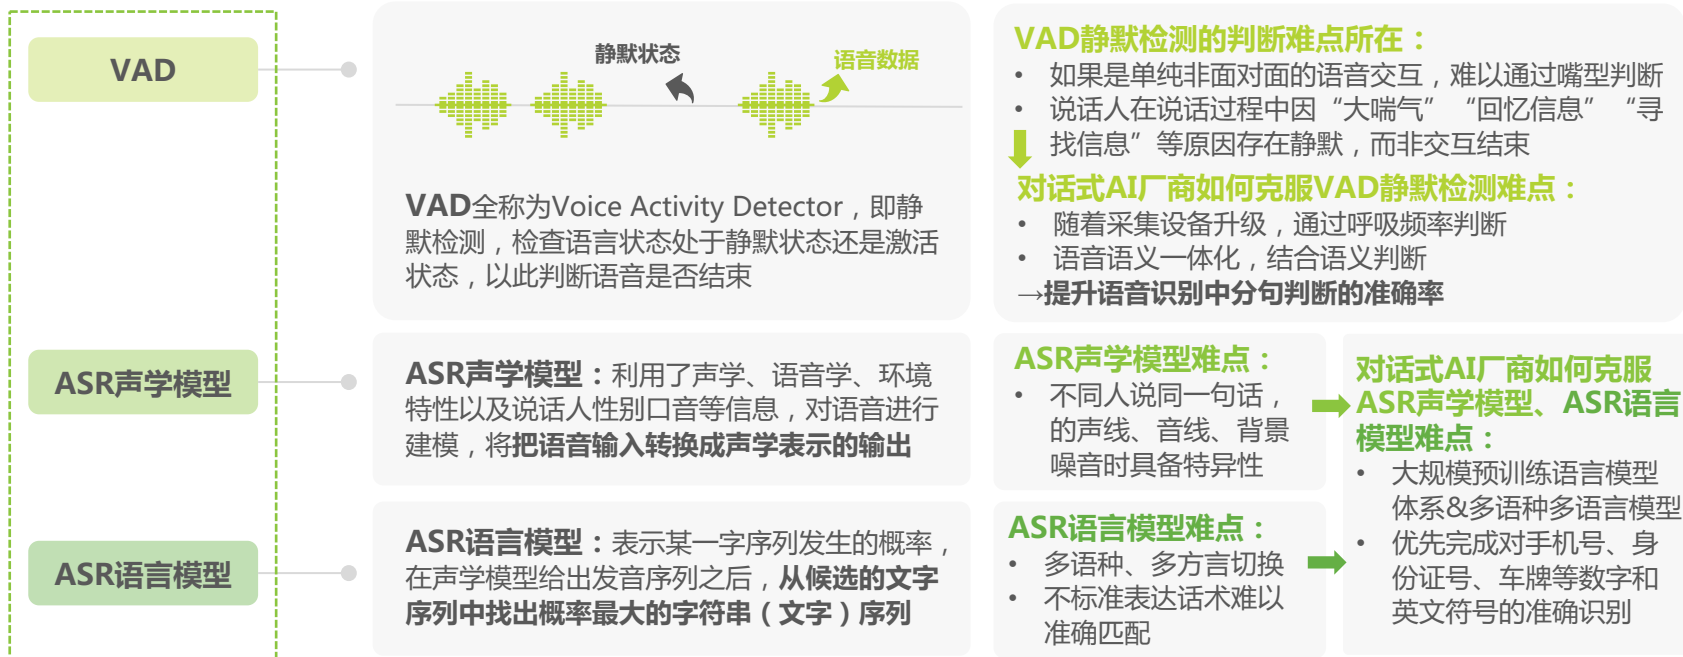 VAD
静默状态
语音数据
VAD全称为Voice Activity Detector，即静
默检测，检查语言状态处于静默状态还是激活
状态，以此判断语音是否结束
VAD静默检测的判断难点所在：
• 如果是单纯非面对面的语音交互，难以通过嘴型判断
• 说话人在说话过程中因“大喘气”“回忆信息”“寻
找信息”等原因存在静默，而非交互结束
对话式AI厂商如何克服VAD静默检测难点：
• 随着采集设备升级，通过呼吸频率判断
• 语音语义一体化，结合语义判断
→提升语音识别中分句判断的准确率
ASR声学模型
ASR声学模型：利用了声学、语音学、环境
特性以及说话人性别口音等信息，对语音进行
建模，将把语音输入转换成声学表示的输出
ASR声学模型难点：
• 不同人说同一句话，
的声线、音线、背景
噪音时具备特异性
ASR语言模型
ASR语言模型：表示某一字序列发生的概率，
在声学模型给出发音序列之后，从候选的文字
序列中找出概率最大的字符串（文字）序列
ASR语言模型难点：
• 多语种、多方言切换
• 不标准表达话术难以
准确匹配
对话式AI厂商如何克服
ASR声学模型、ASR语言
模型难点：
• 大规模预训练语言模型
体系&多语种多语言模型
• 优先完成对手机号、身
份证号、车牌等数字和
英文符号的准确识别